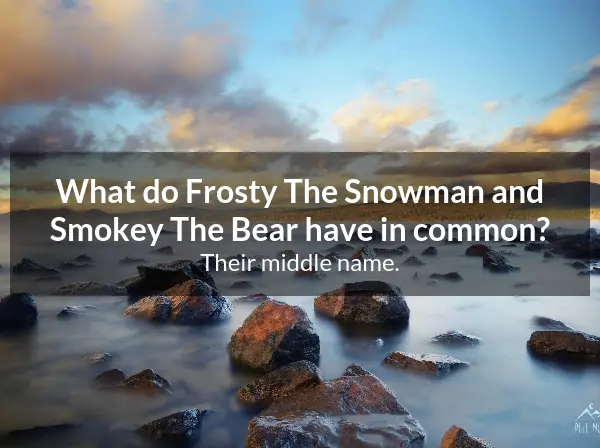 What do Frosty The Snowman and
Smokey The Bear have in common?
Their middle name.